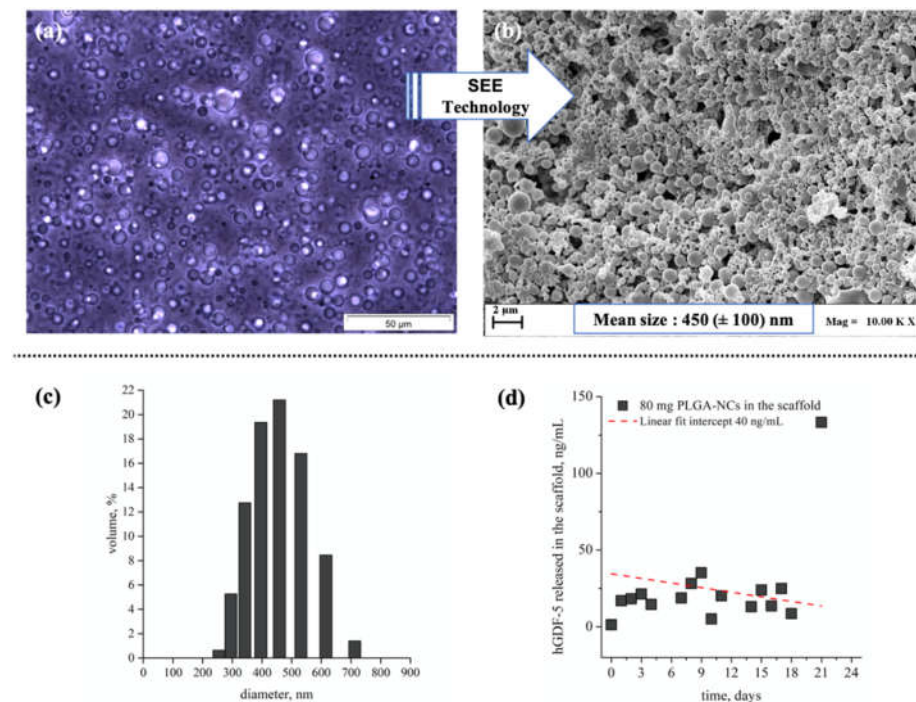 (a)
SEE
Technology
(b)
50 µm
2 µm
Mean size : 450 (± 100) nm
Mag = 10.00 K X
(c)
22
20
18
16
14
12
10
8
6
4
2
0
volume, %
0 100 200 300 400 500 600 700 800 900
diameter, nm
(d)
80 mg PLGA-NCs in the scaffold
Linear fit intercept 40 ng/mL
150
100
50
0
hGDF-5 released in the scaffold, ng/mL
0 3 6 9 12 15 18 21 24
time, days